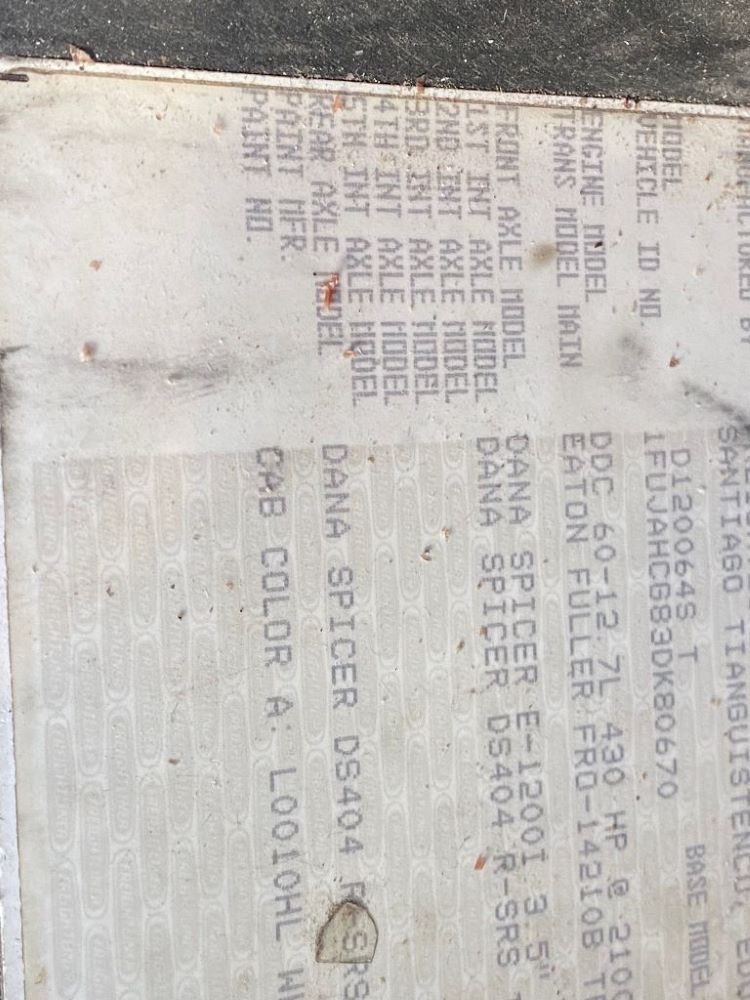 SANTIAGO TIANGUISTENCO,
MODEL D120064S T BASE MODEL
VEHICLE ID NO. 1FUJAHCG83DK80670
ENGINE MODEL DDC 60-12.7L 430 HP @ 210
TRANS MODEL MAIN EATON FULLER FRO-14210B T
FRONT AXLE MODEL DANA SPICER E-1200I 3.5"
1ST INT AXLE MODEL DANA SPICER DS404 R-SRS
2ND INT AXLE MODEL
3RD INT AXLE MODEL
4TH INT AXLE MODEL
5TH INT AXLE MODEL
REAR AXLE MODEL DANA SPICER DS404 R-SRS
PAINT MFR.
PAINT NO. CAB COLOR A: L0010HL